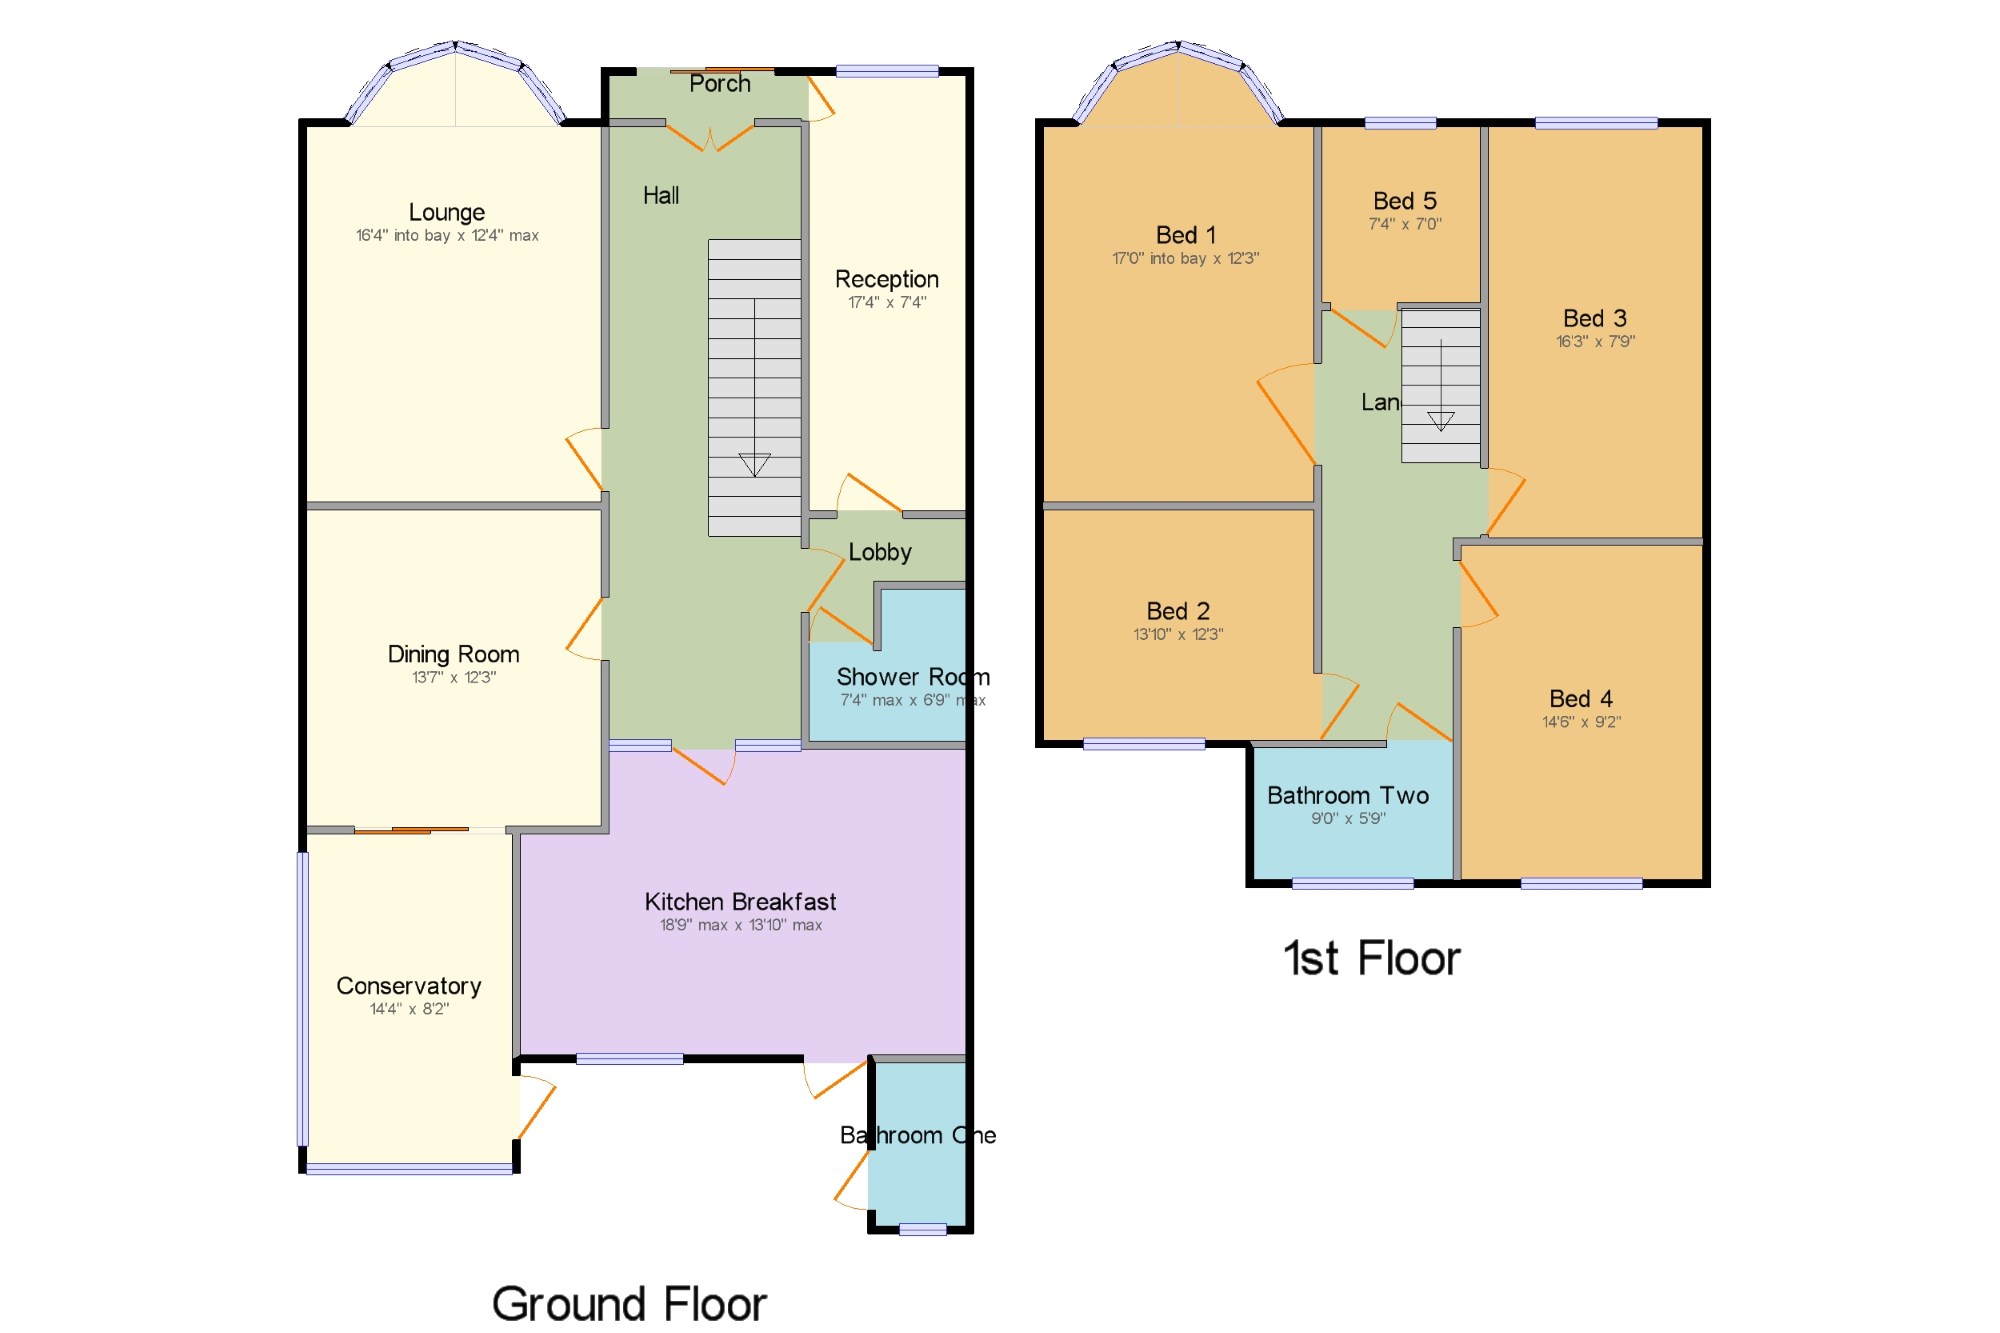 Porch
Hall
Lounge
16'4" into bay x 12'4" max
Reception
17'4" x 7'4"
Lobby
Dining Room
13'7" x 12'3"
Shower Room
7'4" max x 6'9" max
Kitchen Breakfast
18'9" max x 13'10" max
Conservatory
14'4" x 8'2"
Bathroom One
Ground Floor
Bed 5
7'4" x 7'0"
Bed 1
17'0" into bay x 12'3"
Bed 3
16'3" x 7'9"
Lan
Bed 2
13'10" x 12'3"
Bed 4
14'6" x 9'2"
Bathroom Two
9'0" x 5'9"
1st Floor